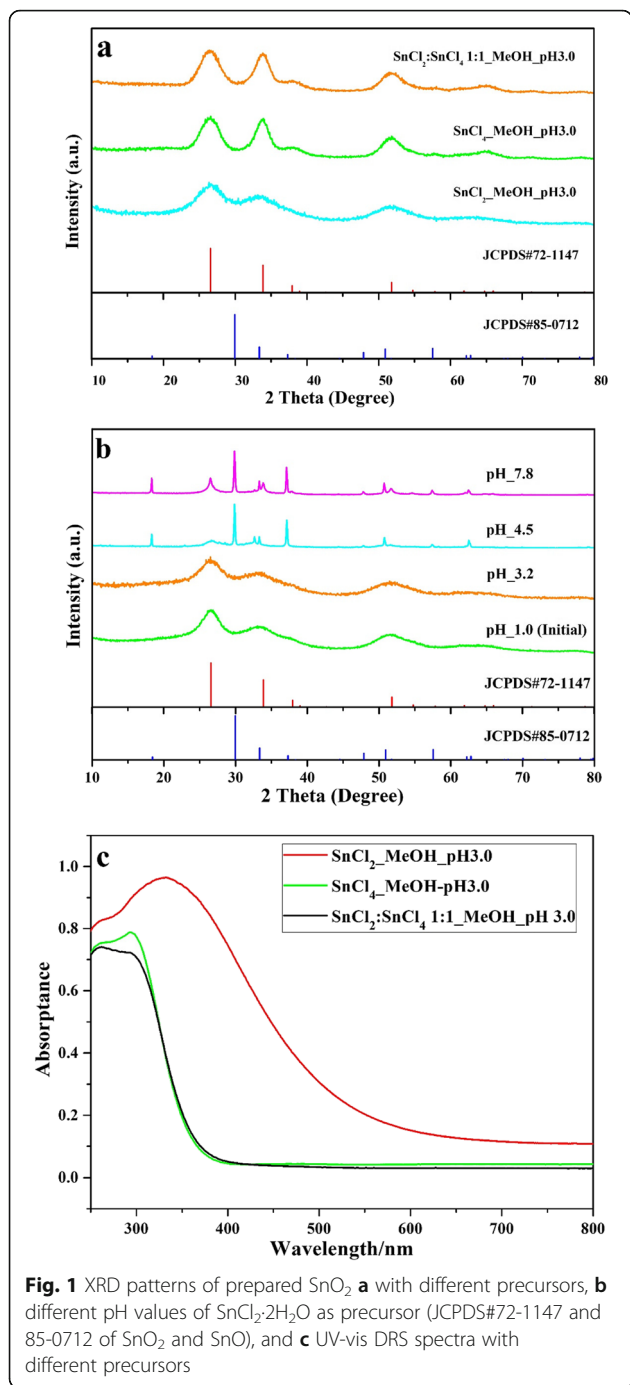 a
SnCl₂:SnCl₄ 1:1_MeOH_pH3.0
SnCl₄_MeOH_pH3.0
SnCl₂_MeOH_pH3.0
JCPDS#72-1147
JCPDS#85-0712
Intensity (a.u.)
10 20 30 40 50 60 70 80
2 Theta (Degree)
b
pH_7.8
pH_4.5
pH_3.2
pH_1.0 (Initial)
JCPDS#72-1147
JCPDS#85-0712
Intensity (a.u.)
10 20 30 40 50 60 70 80
2 Theta (Degree)
c
SnCl₂_MeOH_pH3.0
SnCl₄_MeOH-pH3.0
SnCl₂:SnCl₄ 1:1_MeOH_pH 3.0
1.0
0.8
0.6
0.4
0.2
0.0
Absorptance
300 400 500 600 700 800
Wavelength/nm
Fig. 1 XRD patterns of prepared SnO₂ a with different precursors, b
different pH values of SnCl₂·2H₂O as precursor (JCPDS#72-1147 and
85-0712 of SnO₂ and SnO), and c UV-vis DRS spectra with
different precursors